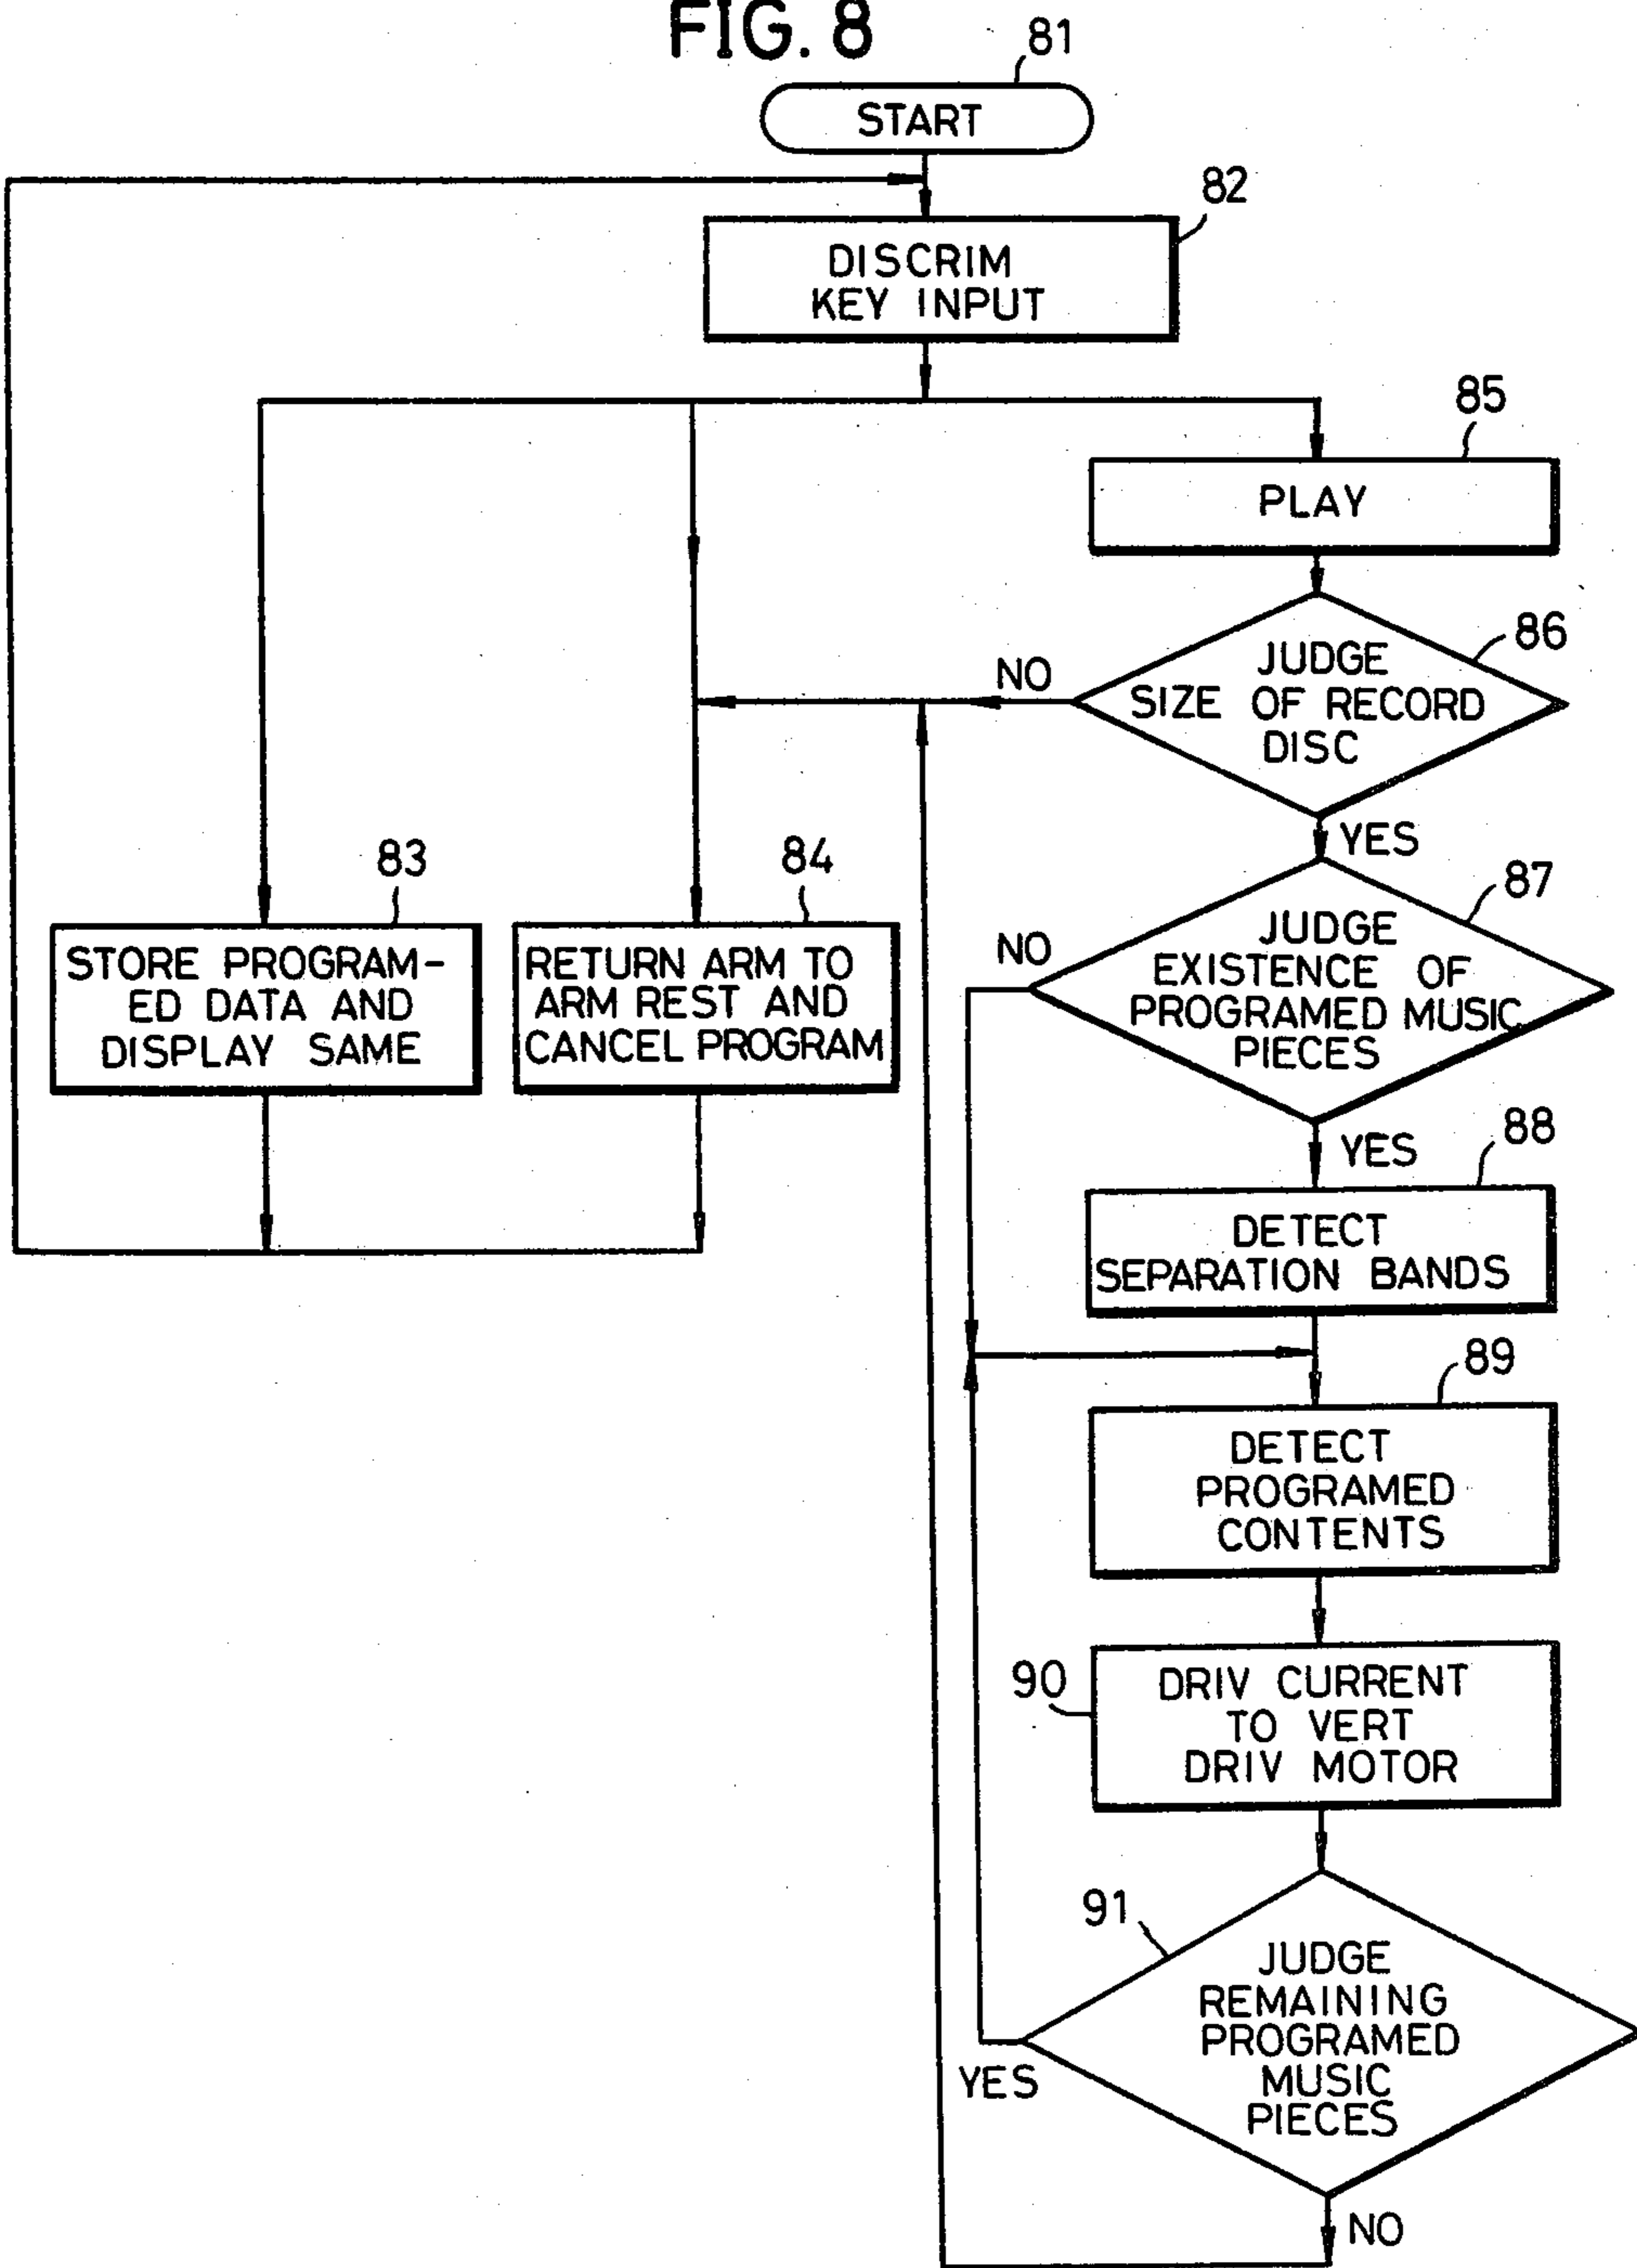 FIG. 8
81
START
82
DISCRIM
KEY INPUT
85
PLAY
86
JUDGE
SIZE OF RECORD
DISC
NO
YES
83
STORE PROGRAM-
ED DATA AND
DISPLAY SAME
84
RETURN ARM TO
ARM REST AND
CANCEL PROGRAM
87
JUDGE
EXISTENCE OF
PROGRAMED MUSIC
PIECES
NO
YES
88
DETECT
SEPARATION BANDS
89
DETECT
PROGRAMED
CONTENTS
90
DRIV CURRENT
TO VERT
DRIV MOTOR
91
JUDGE
REMAINING
PROGRAMED
MUSIC
PIECES
YES
NO